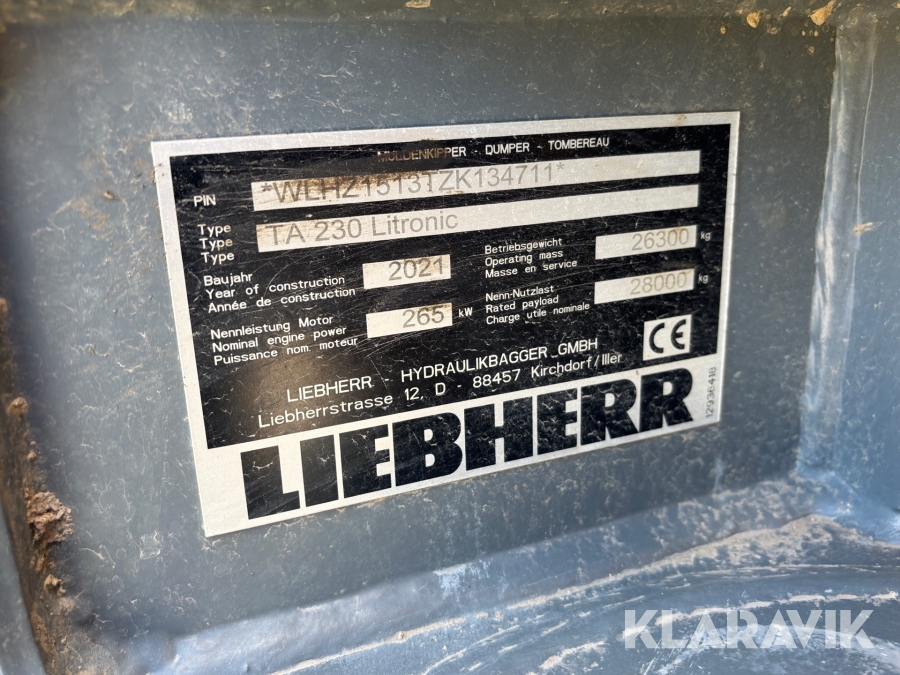 MULDENKIPPER - DUMPER - TOMBEREAU
PIN *WLHZ1513TZK134711*
Type
Type
Type
TA 230 Litronic
Baujahr
Year of construction
Année de construction
2021
Betriebsgewicht
Operating mass
Masse en service
26300 kg
Nennleistung Motor
Nominal engine power
Puissance nom. moteur
265 kW
Nenn-Nutzlast
Rated payload
Charge utile nominale
28000 kg
LIEBHERR - HYDRAULIKBAGGER GMBH
Liebherrstrasse 12, D - 88457 Kirchdorf/Iller
CE
12936418
LIEBHERR
KLARAVIK